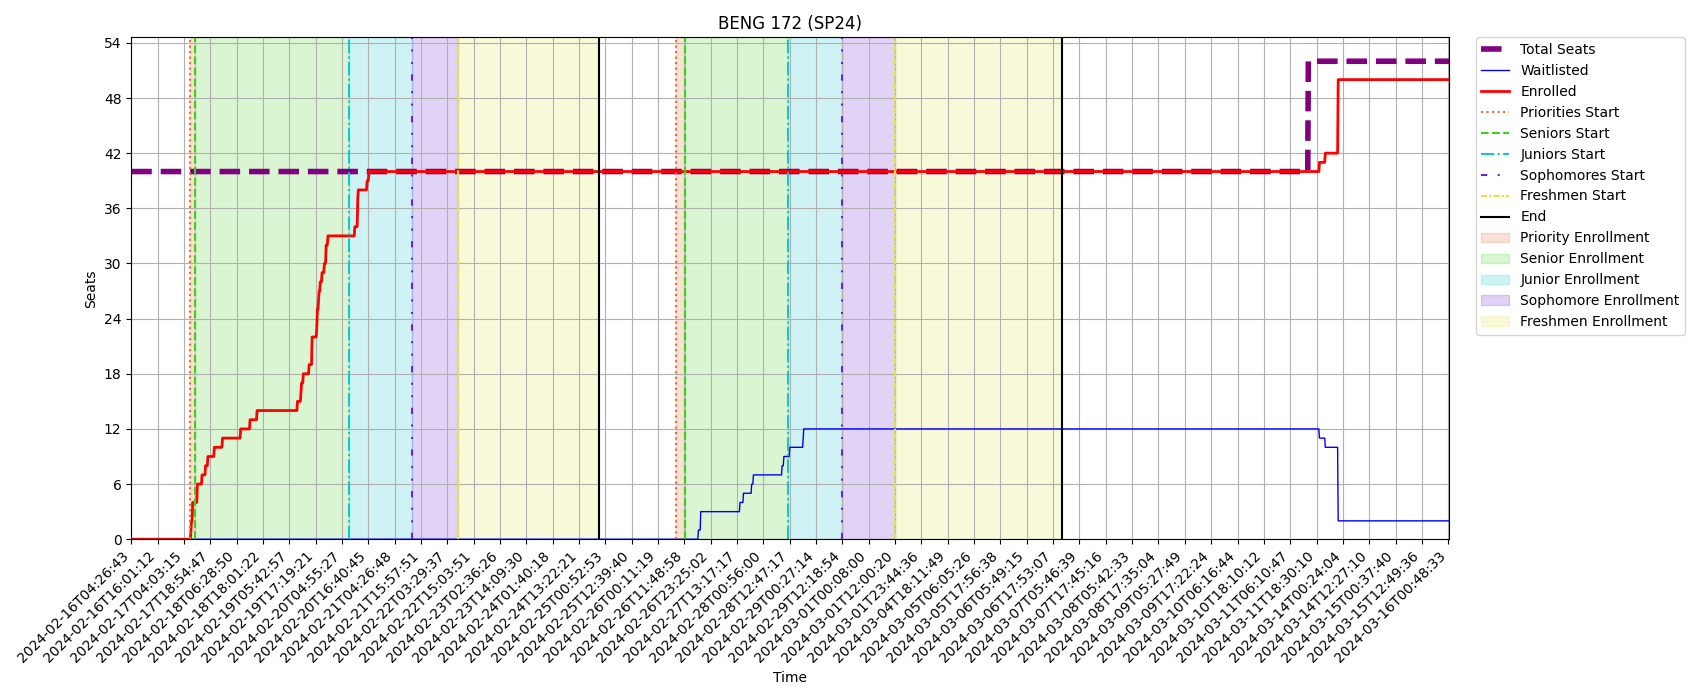 BENG 172 (SP24)
Seats
54
48
42
36
30
24
18
12
6
0
2024-02-16T04:26:43
2024-02-16T16:01:12
2024-02-17T04:03:15
2024-02-17T18:54:47
2024-02-18T06:28:50
2024-02-18T18:01:22
2024-02-19T05:42:57
2024-02-19T17:19:21
2024-02-20T04:55:27
2024-02-20T16:40:45
2024-02-21T04:26:48
2024-02-21T15:57:51
2024-02-22T03:29:37
2024-02-22T15:03:51
2024-02-23T02:36:26
2024-02-23T14:09:30
2024-02-24T01:40:18
2024-02-24T13:22:21
2024-02-25T00:52:53
2024-02-25T12:39:40
2024-02-26T00:11:19
2024-02-26T11:48:58
2024-02-26T23:25:02
2024-02-27T13:17:17
2024-02-28T00:56:00
2024-02-28T12:47:17
2024-02-29T00:27:14
2024-02-29T12:18:54
2024-03-01T00:08:00
2024-03-01T12:00:20
2024-03-01T23:44:36
2024-03-04T18:11:49
2024-03-05T06:05:26
2024-03-05T17:56:38
2024-03-06T05:49:15
2024-03-06T17:53:07
2024-03-07T05:46:39
2024-03-07T17:45:16
2024-03-08T05:42:33
2024-03-08T17:35:04
2024-03-09T05:27:49
2024-03-09T17:22:24
2024-03-10T06:16:44
2024-03-10T18:10:12
2024-03-11T06:10:47
2024-03-11T18:30:10
2024-03-14T00:24:04
2024-03-14T12:27:10
2024-03-15T00:37:40
2024-03-15T12:49:36
2024-03-16T00:48:33
Time
Total Seats
Waitlisted
Enrolled
Priorities Start
Seniors Start
Juniors Start
Sophomores Start
Freshmen Start
End
Priority Enrollment
Senior Enrollment
Junior Enrollment
Sophomore Enrollment
Freshmen Enrollment